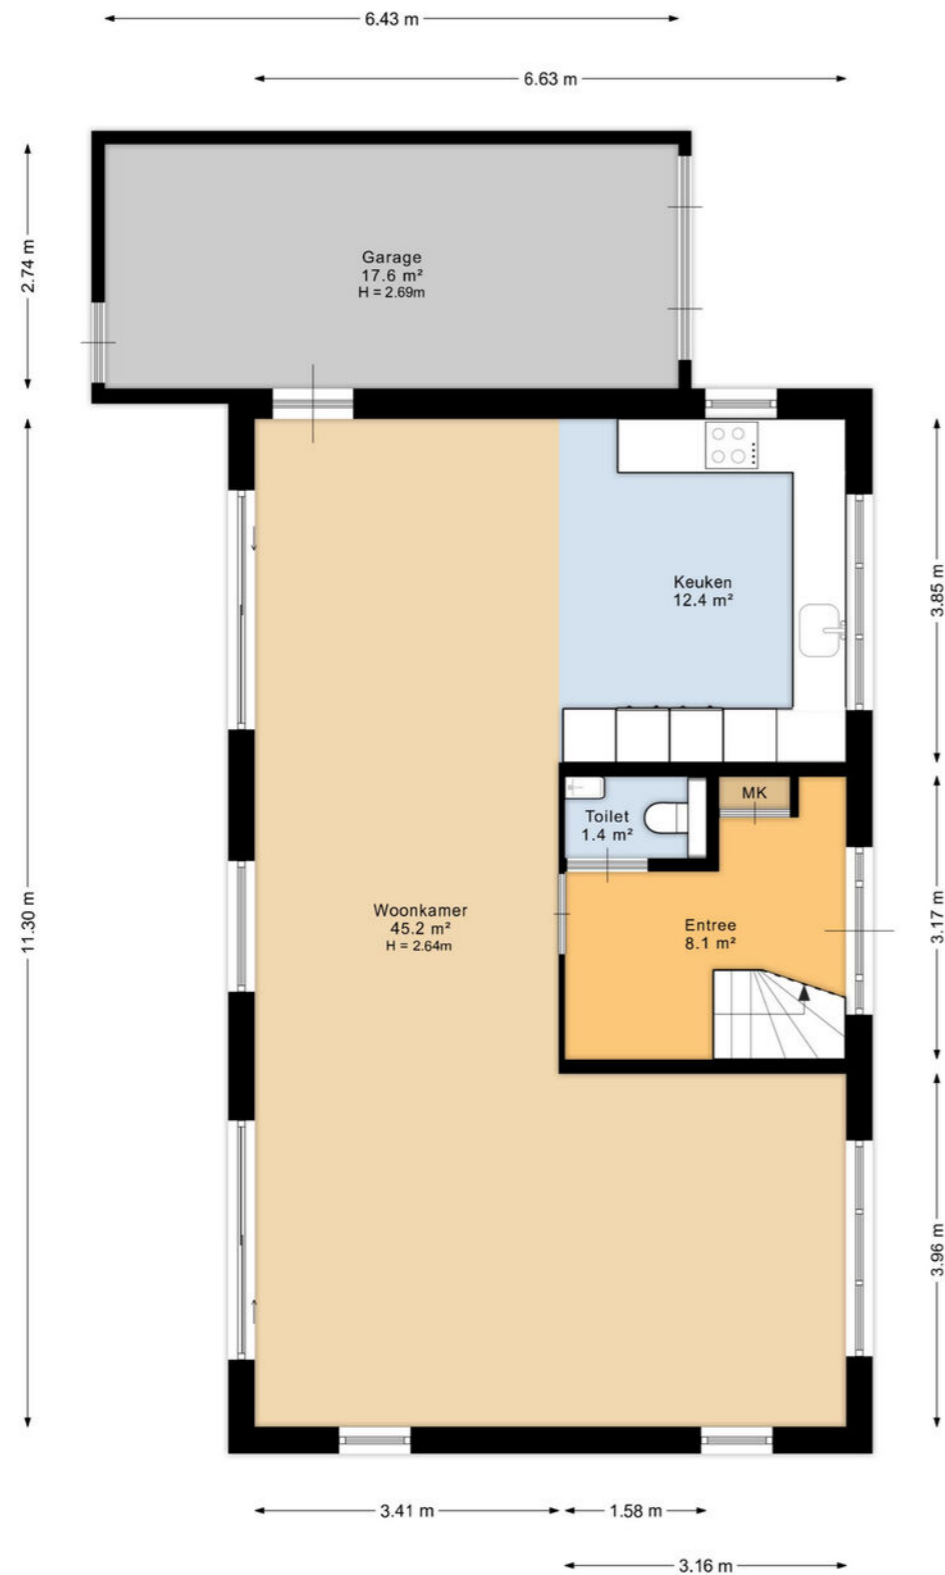 6.43 m
6.63 m
2.74 m
Garage
17.6 m²
H = 2.69m
Keuken
12.4 m²
3.85 m
MK
Toilet
1.4 m²
Woonkamer
45.2 m²
H = 2.64m
Entree
8.1 m²
11.30 m
3.17 m
3.96 m
3.41 m
1.58 m
3.16 m